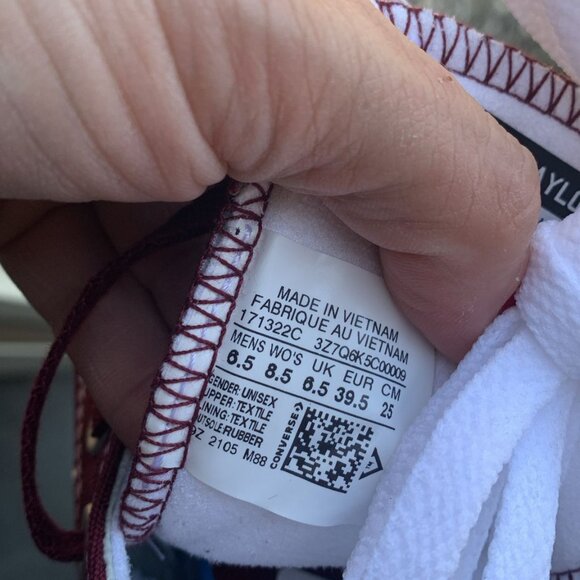 MADE IN VIETNAM
FABRIQUE AU VIETNAM
171322C 3Z7Q6K5C00009
MENS WO'S UK EUR CM
6.5 8.5 6.5 39.5 25
GENDER: UNISEX
UPPER: TEXTILE
LINING: TEXTILE
OUTSOLE:RUBBER
2105 M88
CONVERSE